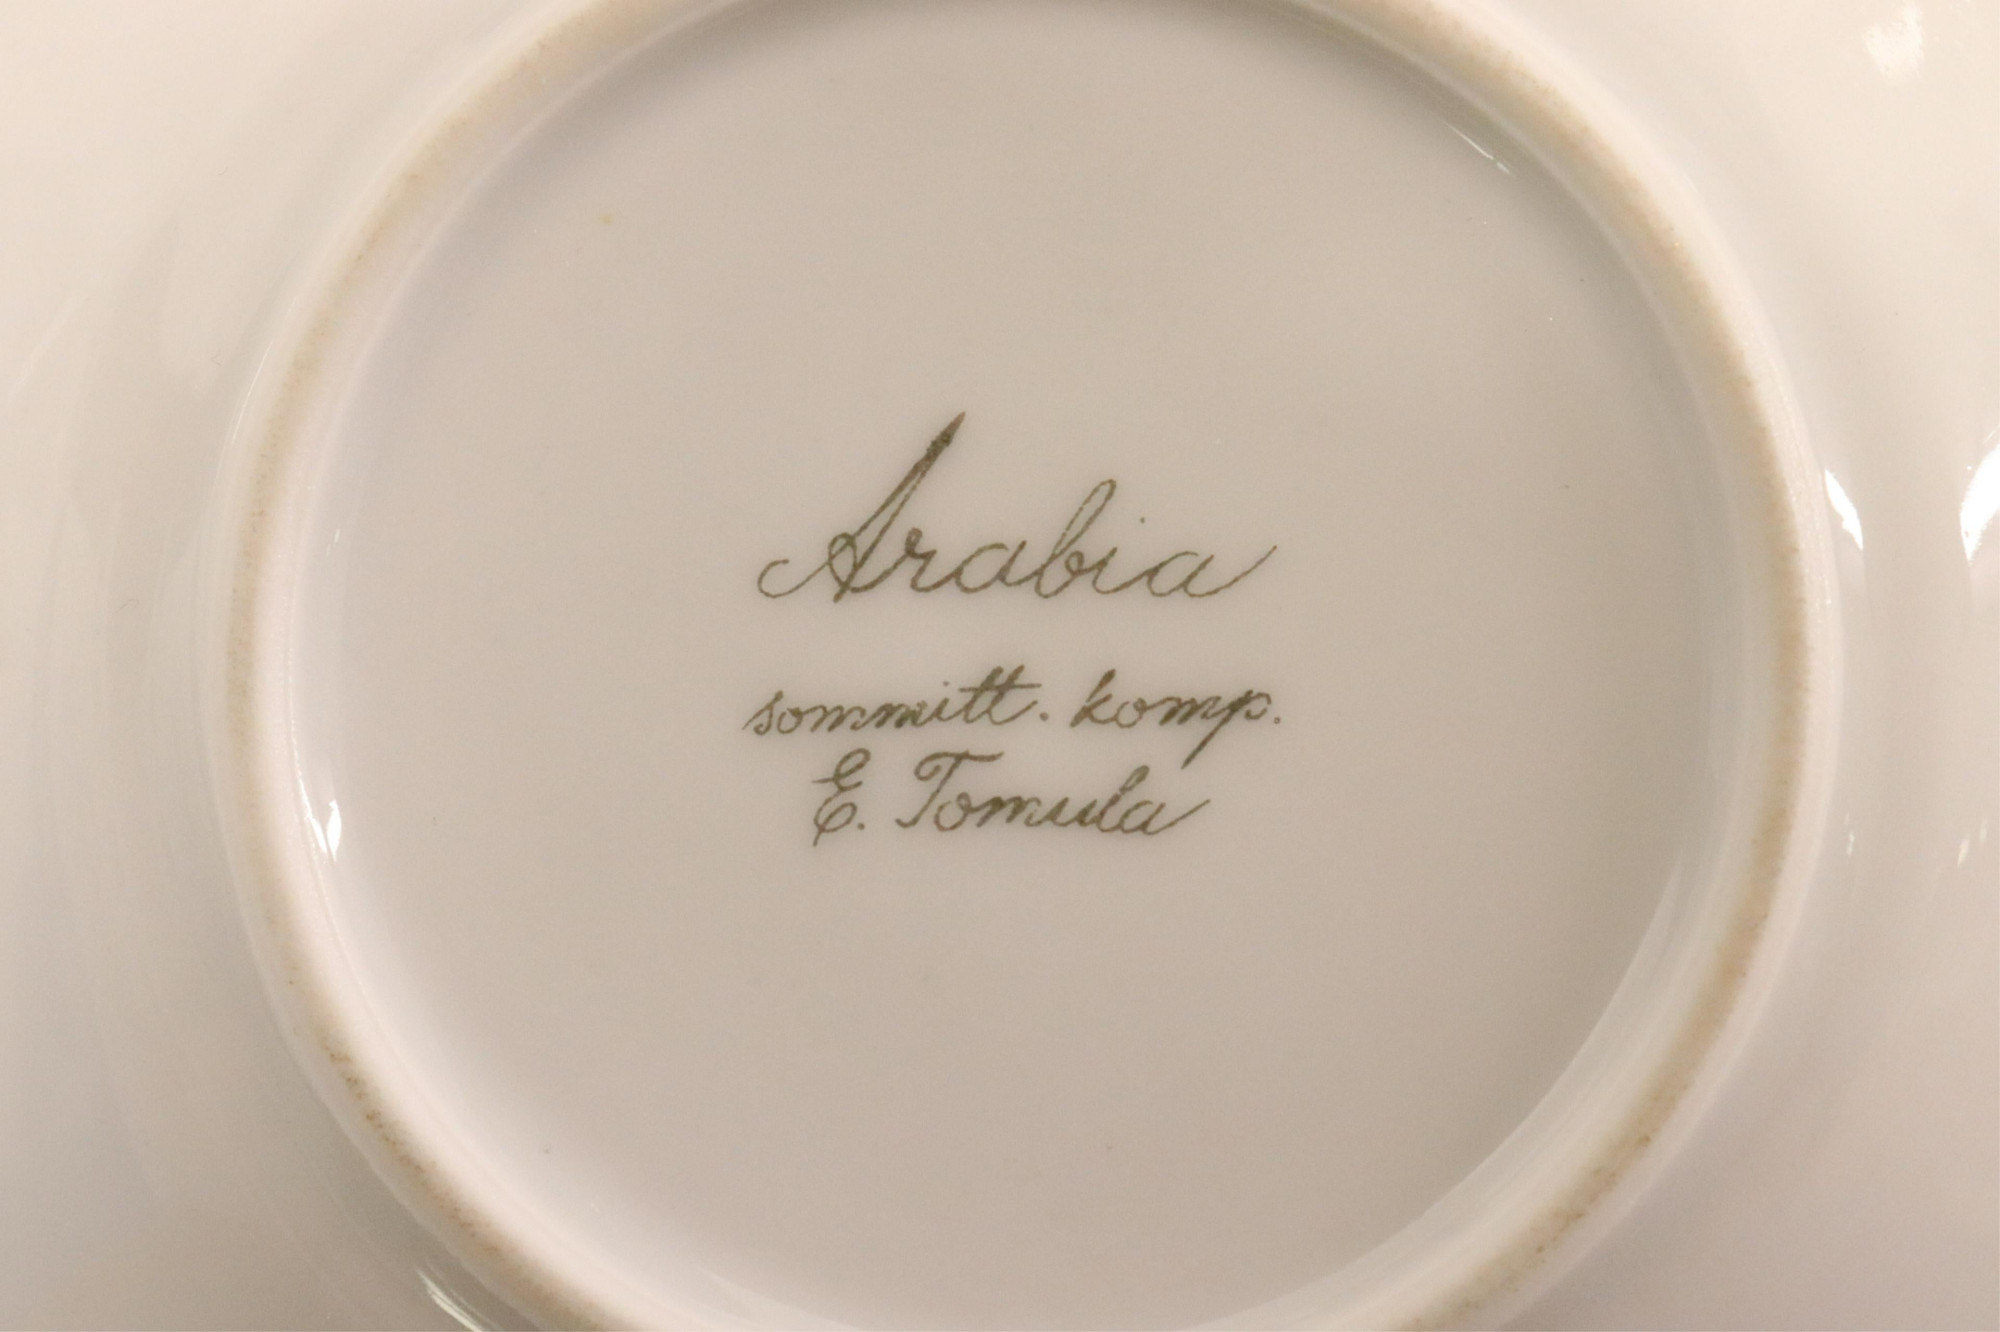 Arabia
sommitt. komp.
E. Tomula